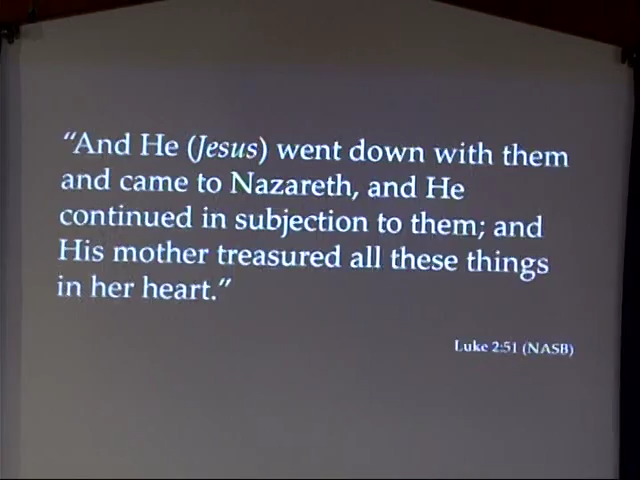 “And He (Jesus) went down with them
and came to Nazareth, and He
continued in subjection to them; and
His mother treasured all these things
in her heart.”
Luke 2:51 (NASB)